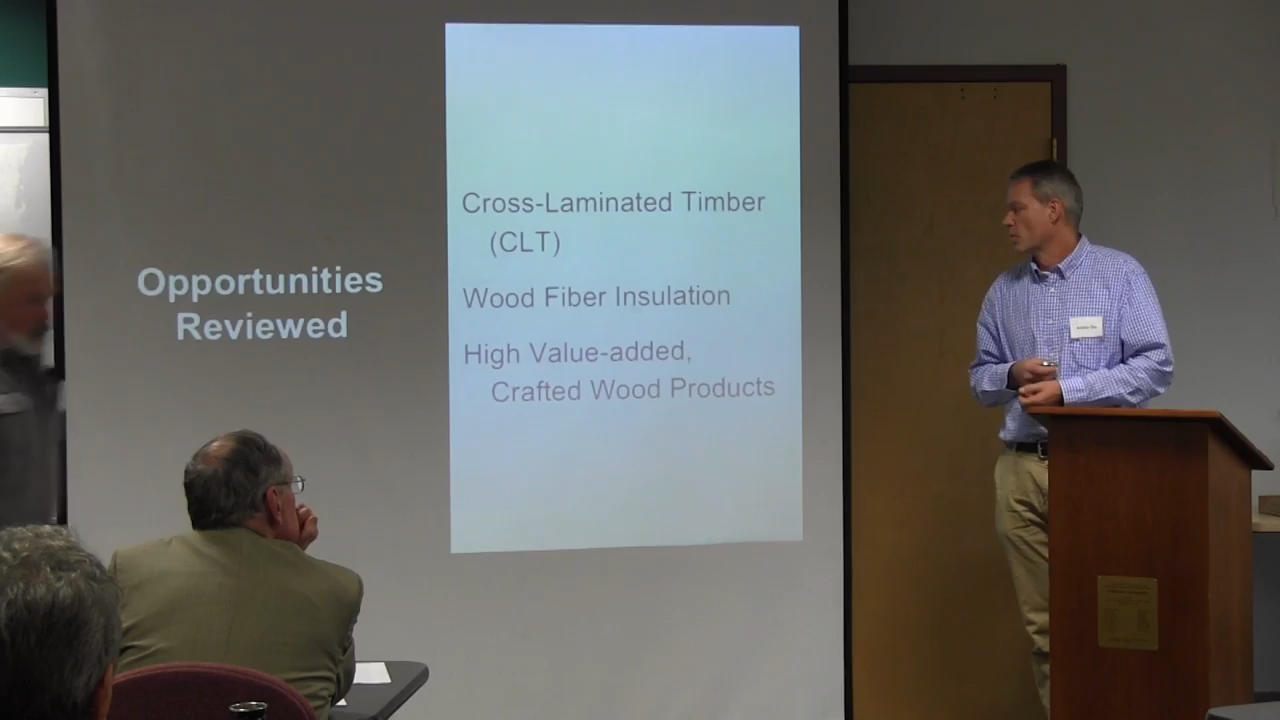 Opportunities
Reviewed
Cross-Laminated Timber
(CLT)
Wood Fiber Insulation
High Value-added,
Crafted Wood Products